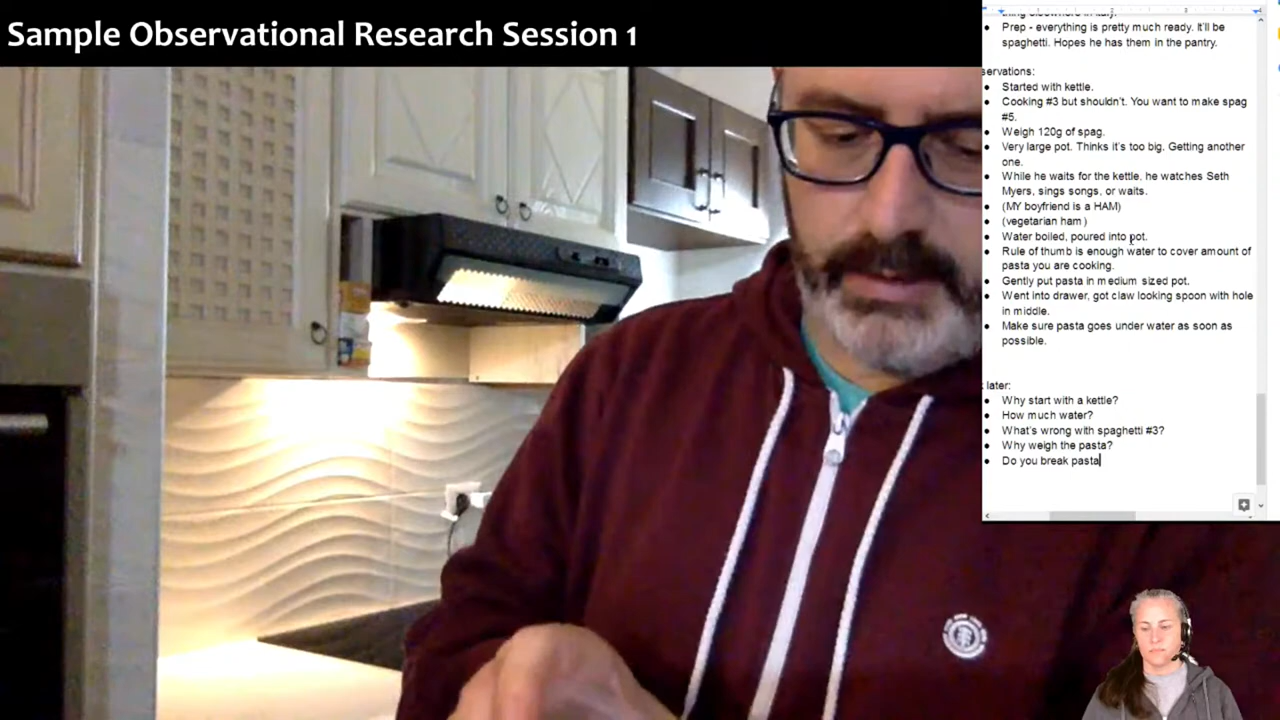 Sample Observational Research Session 1
thing elsewhere in Italy.
● Prep - everything is pretty much ready. It'll be
spaghetti. Hopes he has them in the pantry.
servations:
● Started with kettle.
● Cooking #3 but shouldn't. You want to make spag
#5.
● Weigh 120g of spag.
● Very large pot. Thinks it's too big. Getting another
one.
● While he waits for the kettle, he watches Seth
Myers, sings songs, or waits.
● (MY boyfriend is a HAM)
● (vegetarian ham )
● Water boiled, poured into pot.
● Rule of thumb is enough water to cover amount of
pasta you are cooking.
● Gently put pasta in medium sized pot.
● Went into drawer, got claw looking spoon with hole
in middle.
● Make sure pasta goes under water as soon as
possible.
later:
● Why start with a kettle?
● How much water?
● What's wrong with spaghetti #3?
● Why weigh the pasta?
● Do you break pasta